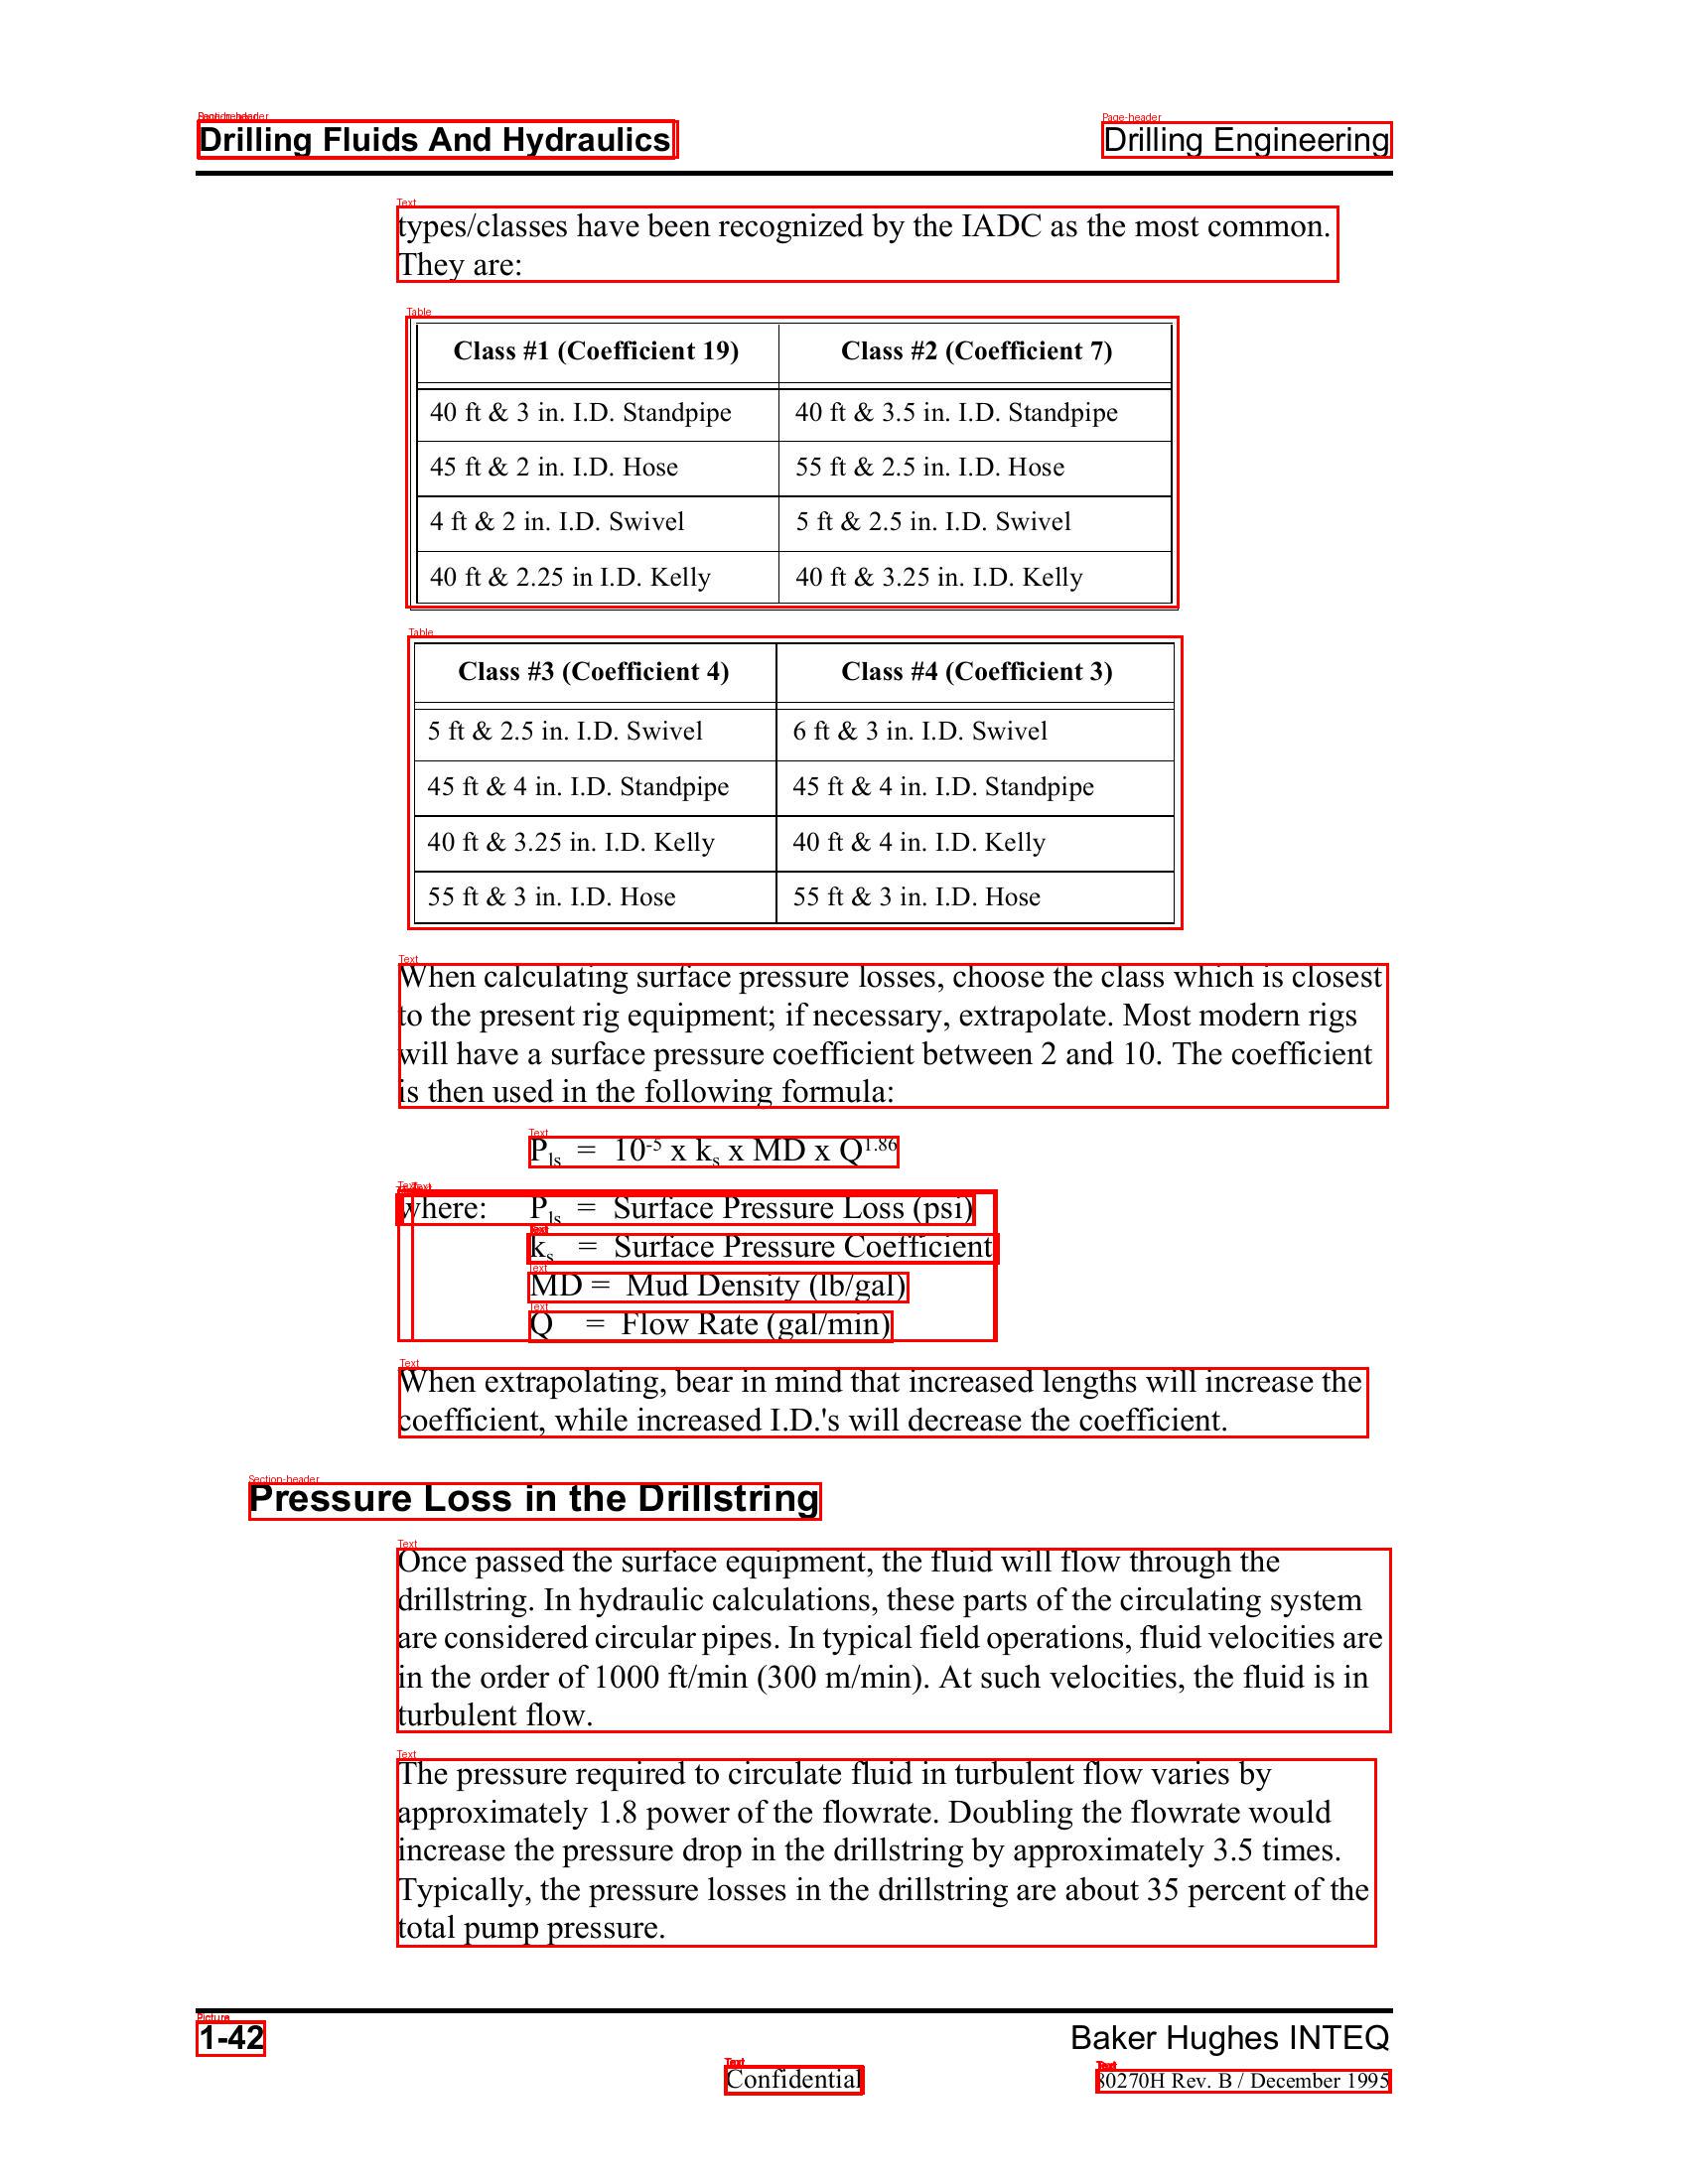 Drilling Fluids And Hydraulics
Drilling Engineering
types/classes have been recognized by the IADC as the most common.
They are:
Class #1 (Coefficient 19) Class #2 (Coefficient 7)
40 ft & 3 in. I.D. Standpipe 40 ft & 3.5 in. I.D. Standpipe
45 ft & 2 in. I.D. Hose 55 ft & 2.5 in. I.D. Hose
4 ft & 2 in. I.D. Swivel 5 ft & 2.5 in. I.D. Swivel
40 ft & 2.25 in I.D. Kelly 40 ft & 3.25 in. I.D. Kelly
Table
Class #3 (Coefficient 4) Class #4 (Coefficient 3)
5 ft & 2.5 in. I.D. Swivel 6 ft & 3 in. I.D. Swivel
45 ft & 4 in. I.D. Standpipe 45 ft & 4 in. I.D. Standpipe
40 ft & 3.25 in. I.D. Kelly 40 ft & 4 in. I.D. Kelly
55 ft & 3 in. I.D. Hose 55 ft & 3 in. I.D. Hose
When calculating surface pressure losses, choose the class which is closest
to the present rig equipment; if necessary, extrapolate. Most modern rigs
will have a surface pressure coefficient between 2 and 10. The coefficient
is then used in the following formula:
P_ls = 10^-5 x k_s x MD x Q^1.86
where: P_ls = Surface Pressure Loss (psi)
k_s = Surface Pressure Coefficient
MD = Mud Density (lb/gal)
Q = Flow Rate (gal/min)
When extrapolating, bear in mind that increased lengths will increase the
coefficient, while increased I.D.'s will decrease the coefficient.
Pressure Loss in the Drillstring
Once passed the surface equipment, the fluid will flow through the
drillstring. In hydraulic calculations, these parts of the circulating system
are considered circular pipes. In typical field operations, fluid velocities are
in the order of 1000 ft/min (300 m/min). At such velocities, the fluid is in
turbulent flow.
The pressure required to circulate fluid in turbulent flow varies by
approximately 1.8 power of the flowrate. Doubling the flowrate would
increase the pressure drop in the drillstring by approximately 3.5 times.
Typically, the pressure losses in the drillstring are about 35 percent of the
total pump pressure.
1-42
Baker Hughes INTEQ
Confidential
80270H Rev. B / December 1995